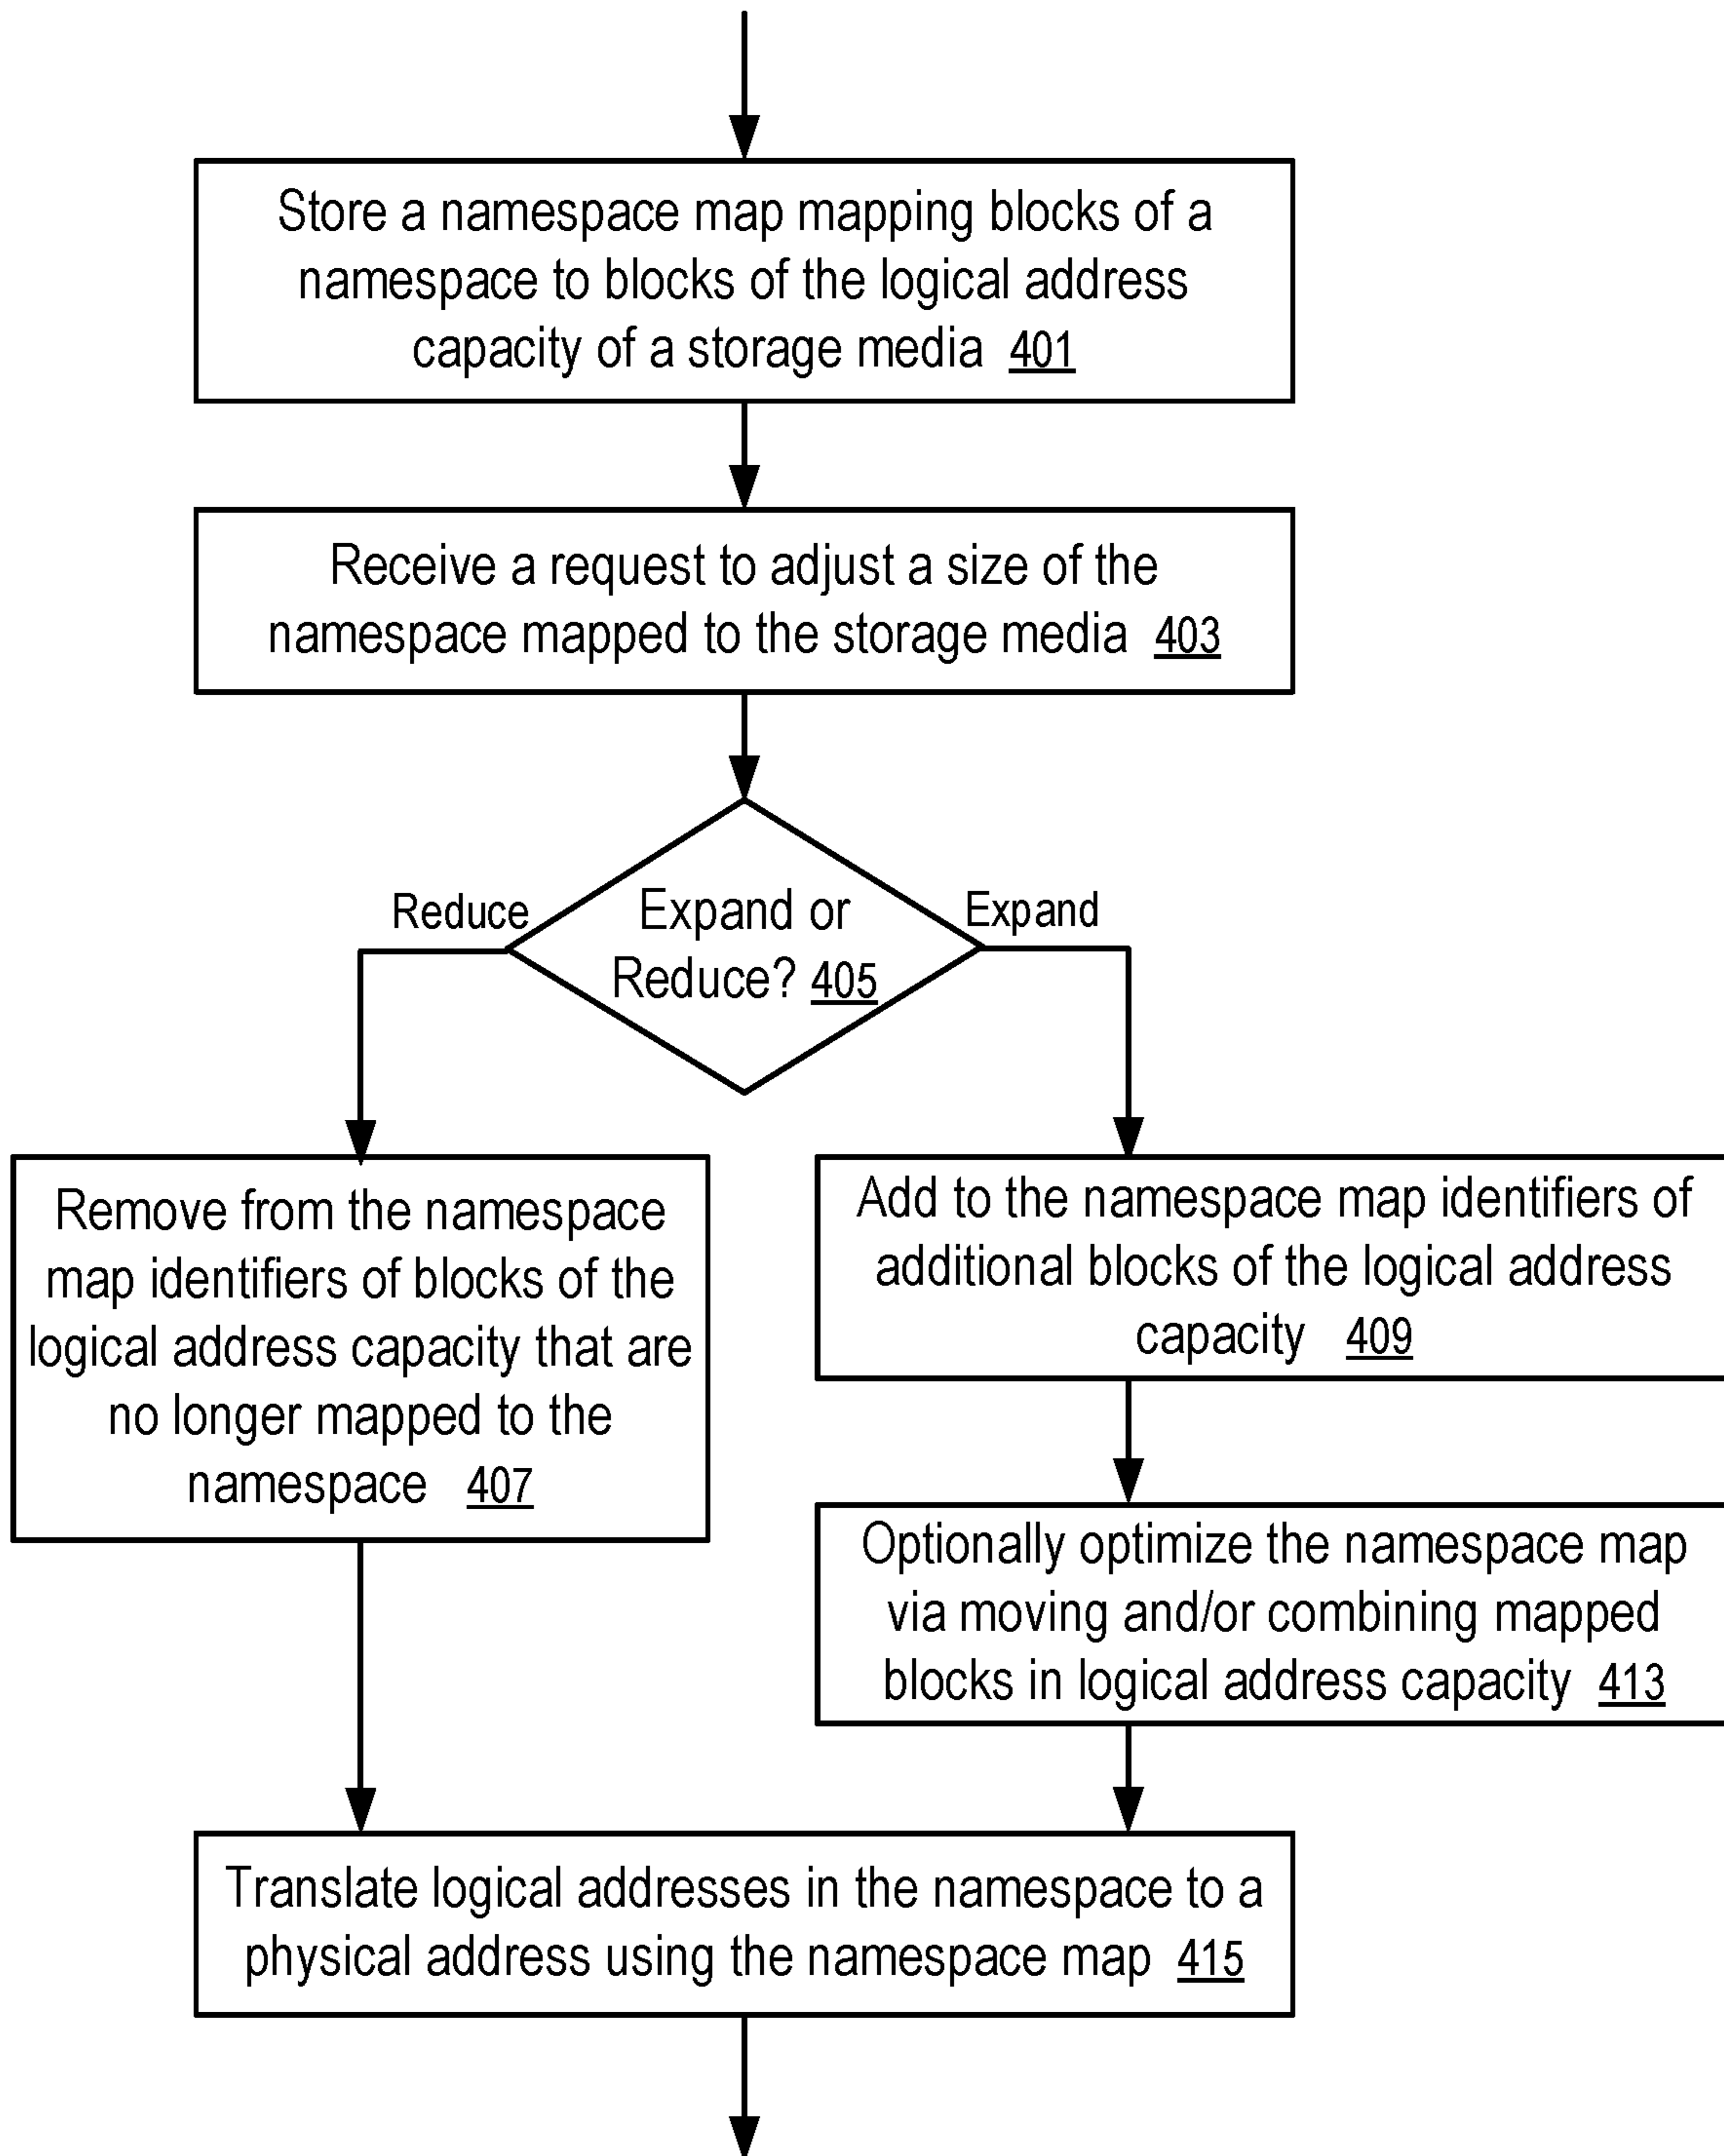 Store a namespace map mapping blocks of a
namespace to blocks of the logical address
capacity of a storage media 401
Receive a request to adjust a size of the
namespace mapped to the storage media 403
Reduce
Expand or
Reduce? 405
Expand
Remove from the namespace
map identifiers of blocks of the
logical address capacity that are
no longer mapped to the
namespace 407
Add to the namespace map identifiers of
additional blocks of the logical address
capacity 409
Optionally optimize the namespace map
via moving and/or combining mapped
blocks in logical address capacity 413
Translate logical addresses in the namespace to a
physical address using the namespace map 415